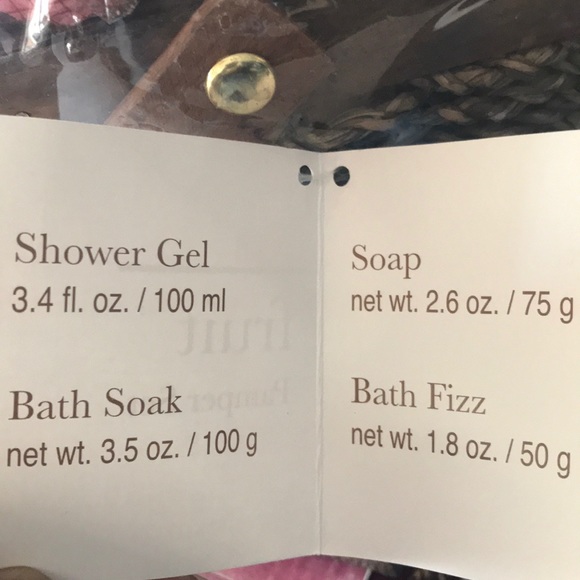 Shower Gel
3.4 fl. oz. / 100 ml
Bath Soak
net wt. 3.5 oz. / 100 g
Soap
net wt. 2.6 oz. / 75 g
Bath Fizz
net wt. 1.8 oz. / 50 g